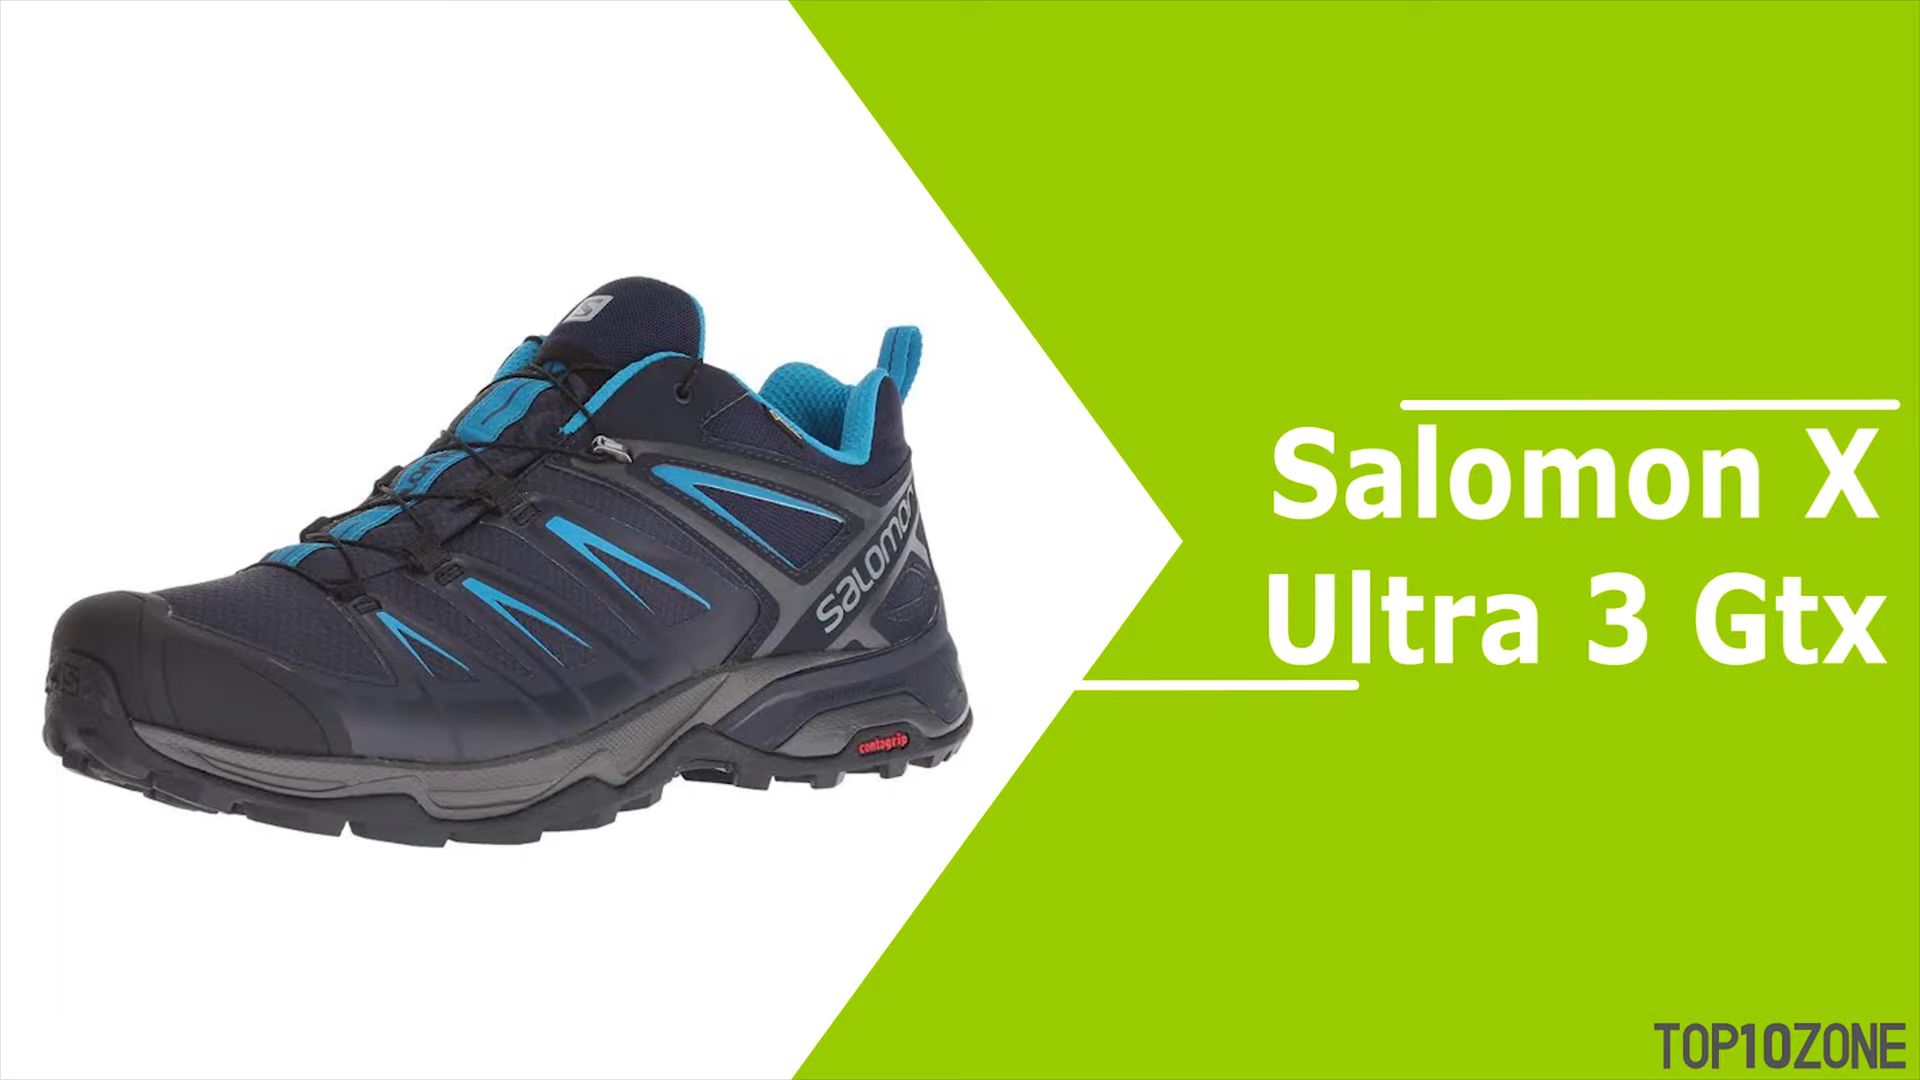 Salomon X
Ultra 3 Gtx
S
salomon
contagrip
TOP10ZONE